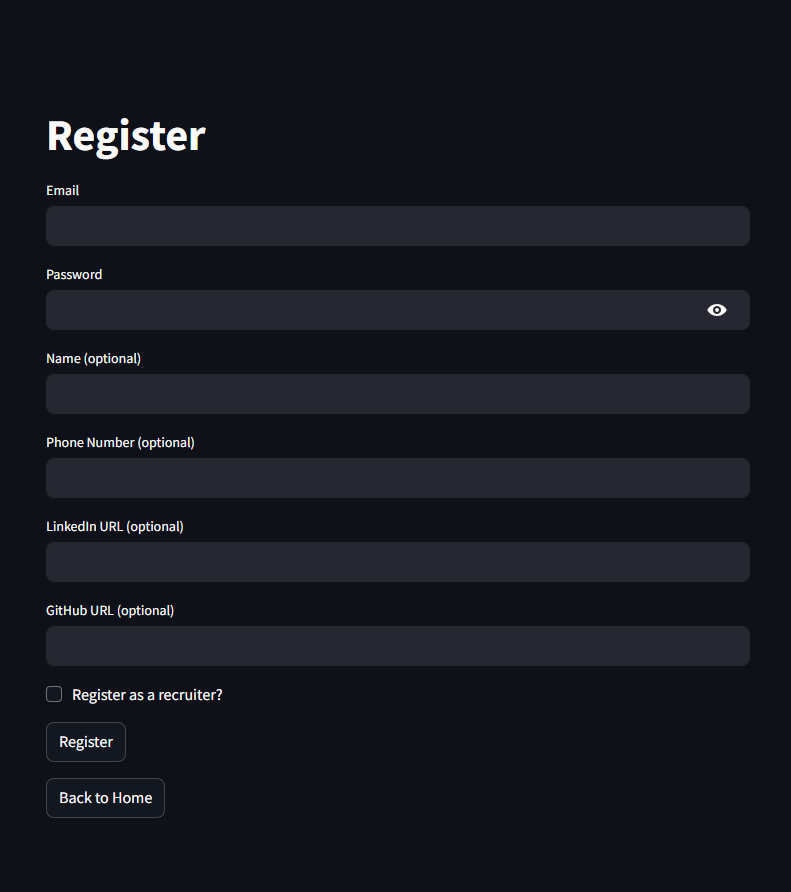 Register
Email
Password
Name (optional)
Phone Number (optional)
LinkedIn URL (optional)
GitHub URL (optional)
Register as a recruiter?
Register
Back to Home